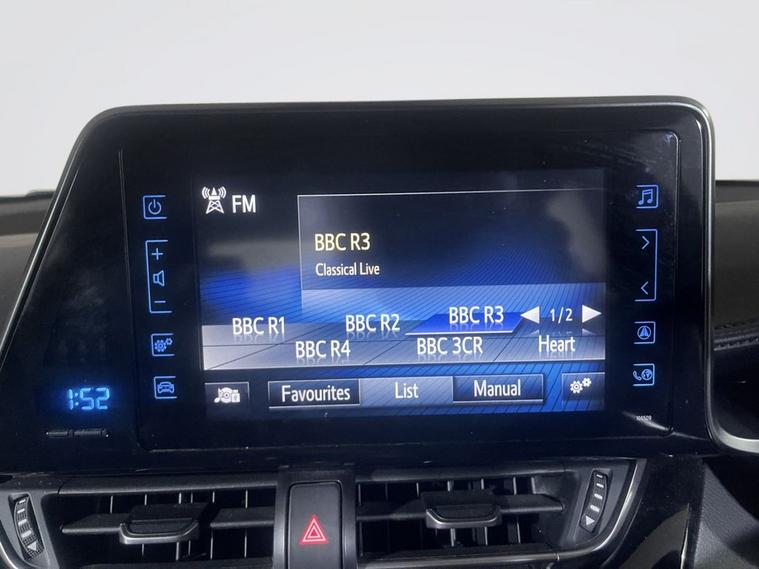 FM
BBC R3
Classical Live
BBC R1 BBC R2 BBC R3 1/2
BBC R4 BBC 3CR Heart
Favourites List Manual
1:52